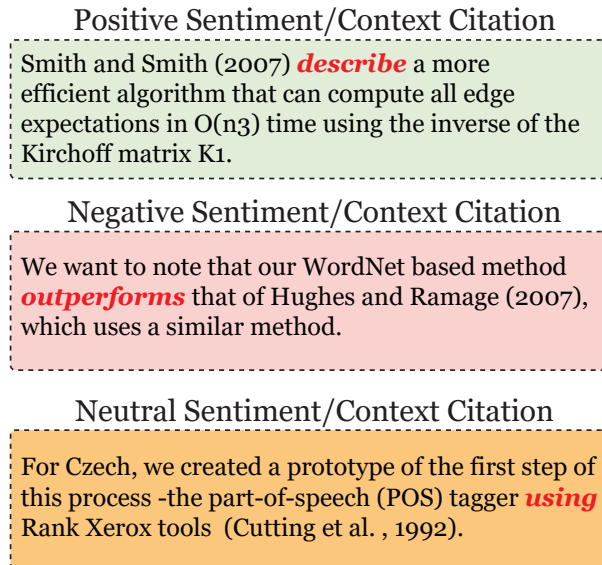 Positive Sentiment/Context Citation
Smith and Smith (2007) describe a more
efficient algorithm that can compute all edge
expectations in O(n3) time using the inverse of the
Kirchoff matrix K1.
Negative Sentiment/Context Citation
We want to note that our WordNet based method
outperforms that of Hughes and Ramage (2007),
which uses a similar method.
Neutral Sentiment/Context Citation
For Czech, we created a prototype of the first step of
this process -the part-of-speech (POS) tagger using
Rank Xerox tools (Cutting et al. , 1992).